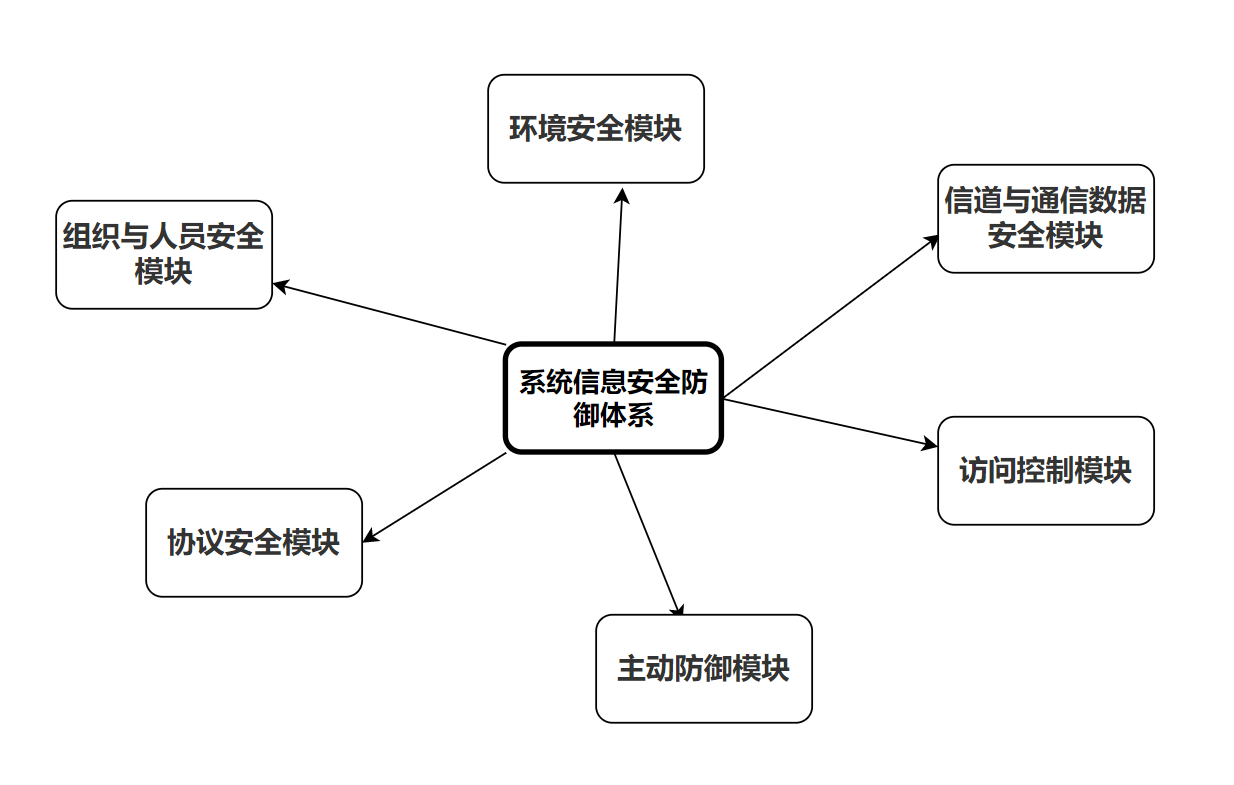 环境安全模块
信道与通信数据
安全模块
组织与人员安全
模块
系统信息安全防
御体系
访问控制模块
协议安全模块
主动防御模块